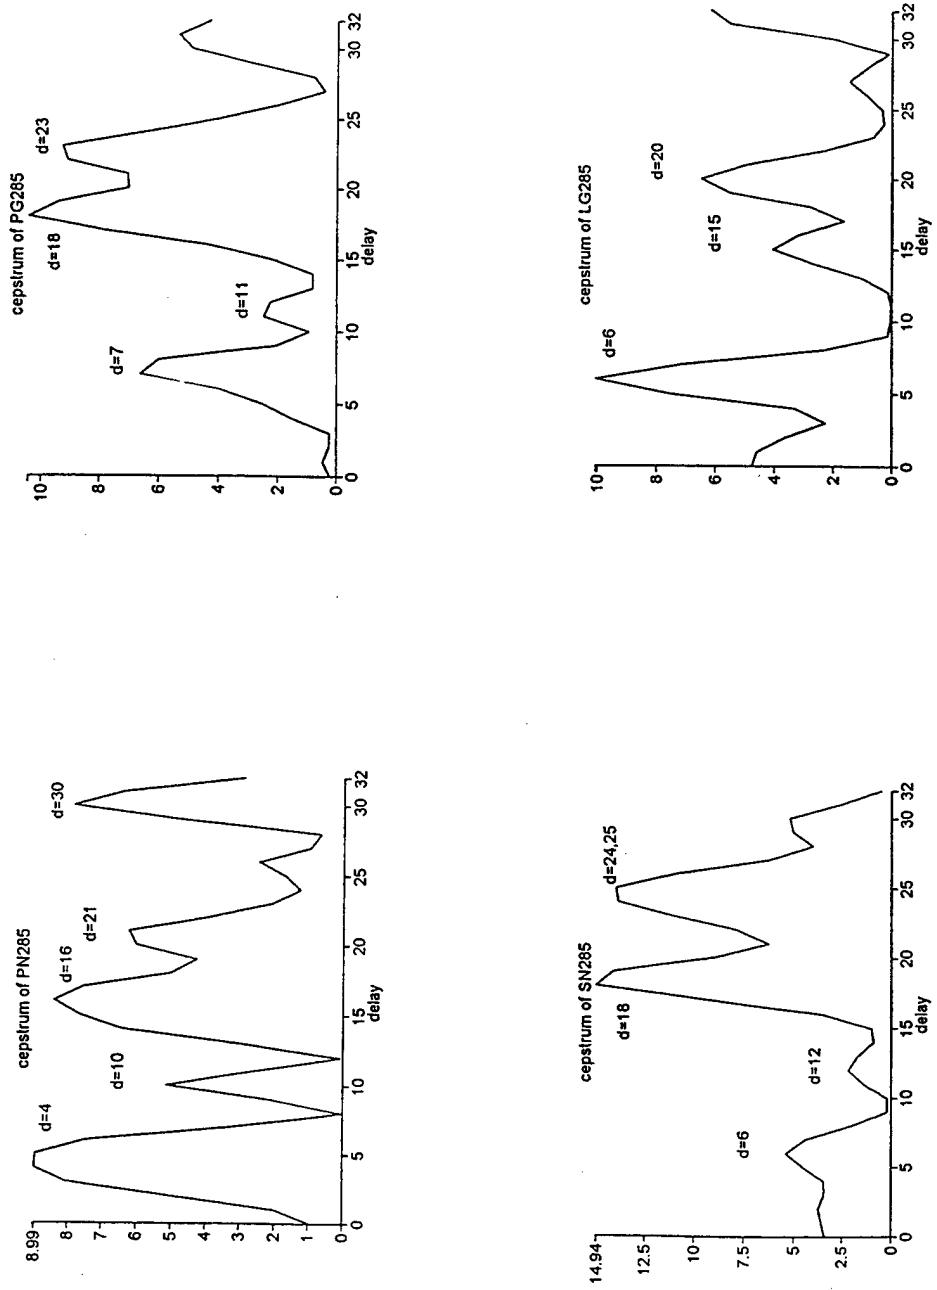 cepstrum of PN285
8.99
8
7
6
5
4
3
2
1
0
d=4
d=10
d=16
d=21
d=30
0
5
10
15
20
25
30
32
delay
cepstrum of PG285
10
8
6
4
2
0
d=7
d=11
d=18
d=23
0
5
10
15
20
25
30
32
delay
cepstrum of SN285
14.94
12.5
10
7.5
5
2.5
0
d=6
d=12
d=18
d=24,25
0
5
10
15
20
25
30
32
delay
cepstrum of LG285
10
8
6
4
2
0
d=6
d=15
d=20
0
5
10
15
20
25
30
32
delay